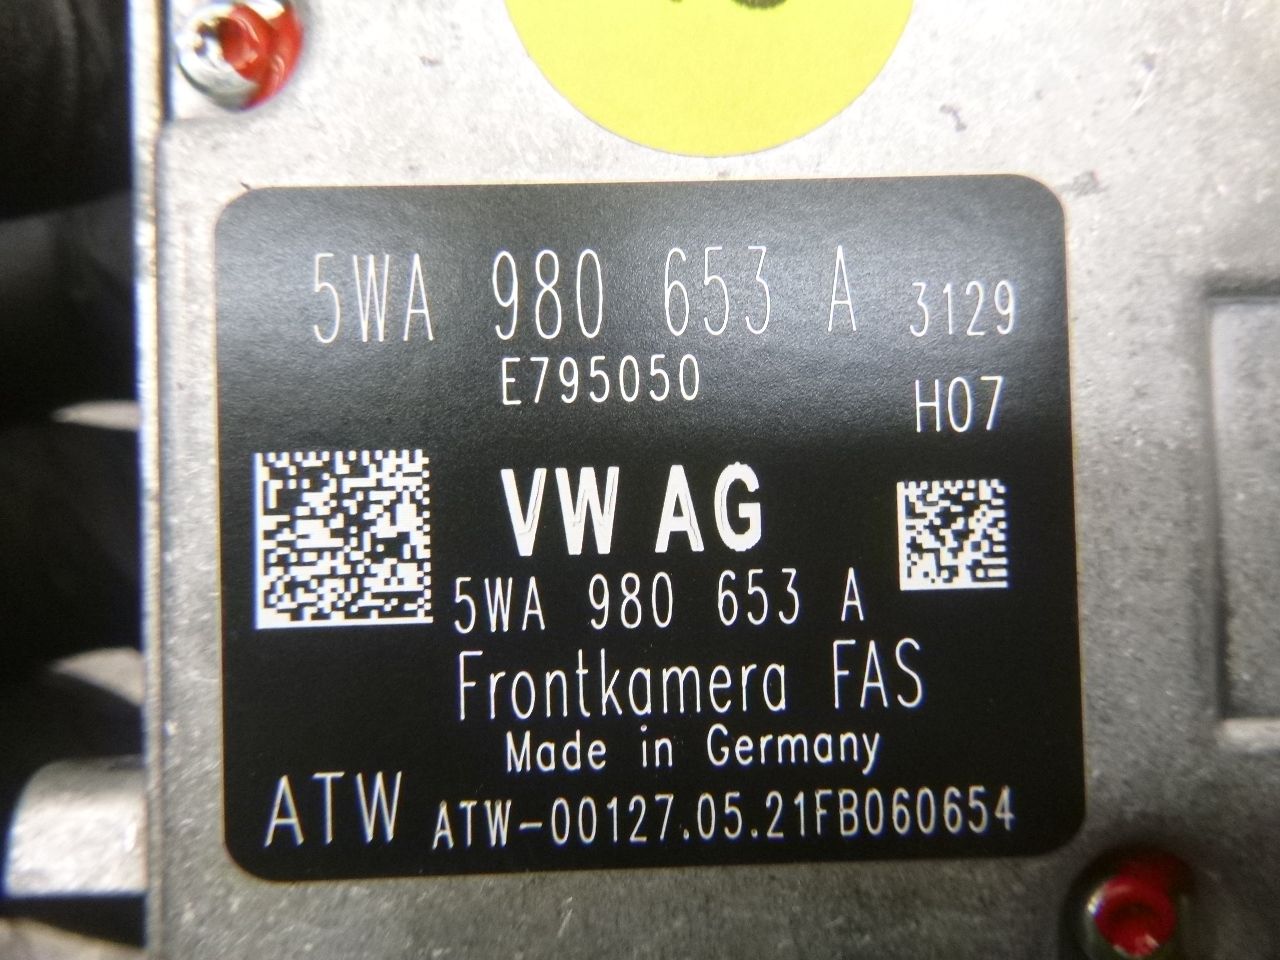 5WA 980 653 A 3129
E795050
H07
VW AG
5WA 980 653 A
Frontkamera FAS
Made in Germany
ATW ATW-00127.05.21FB060654